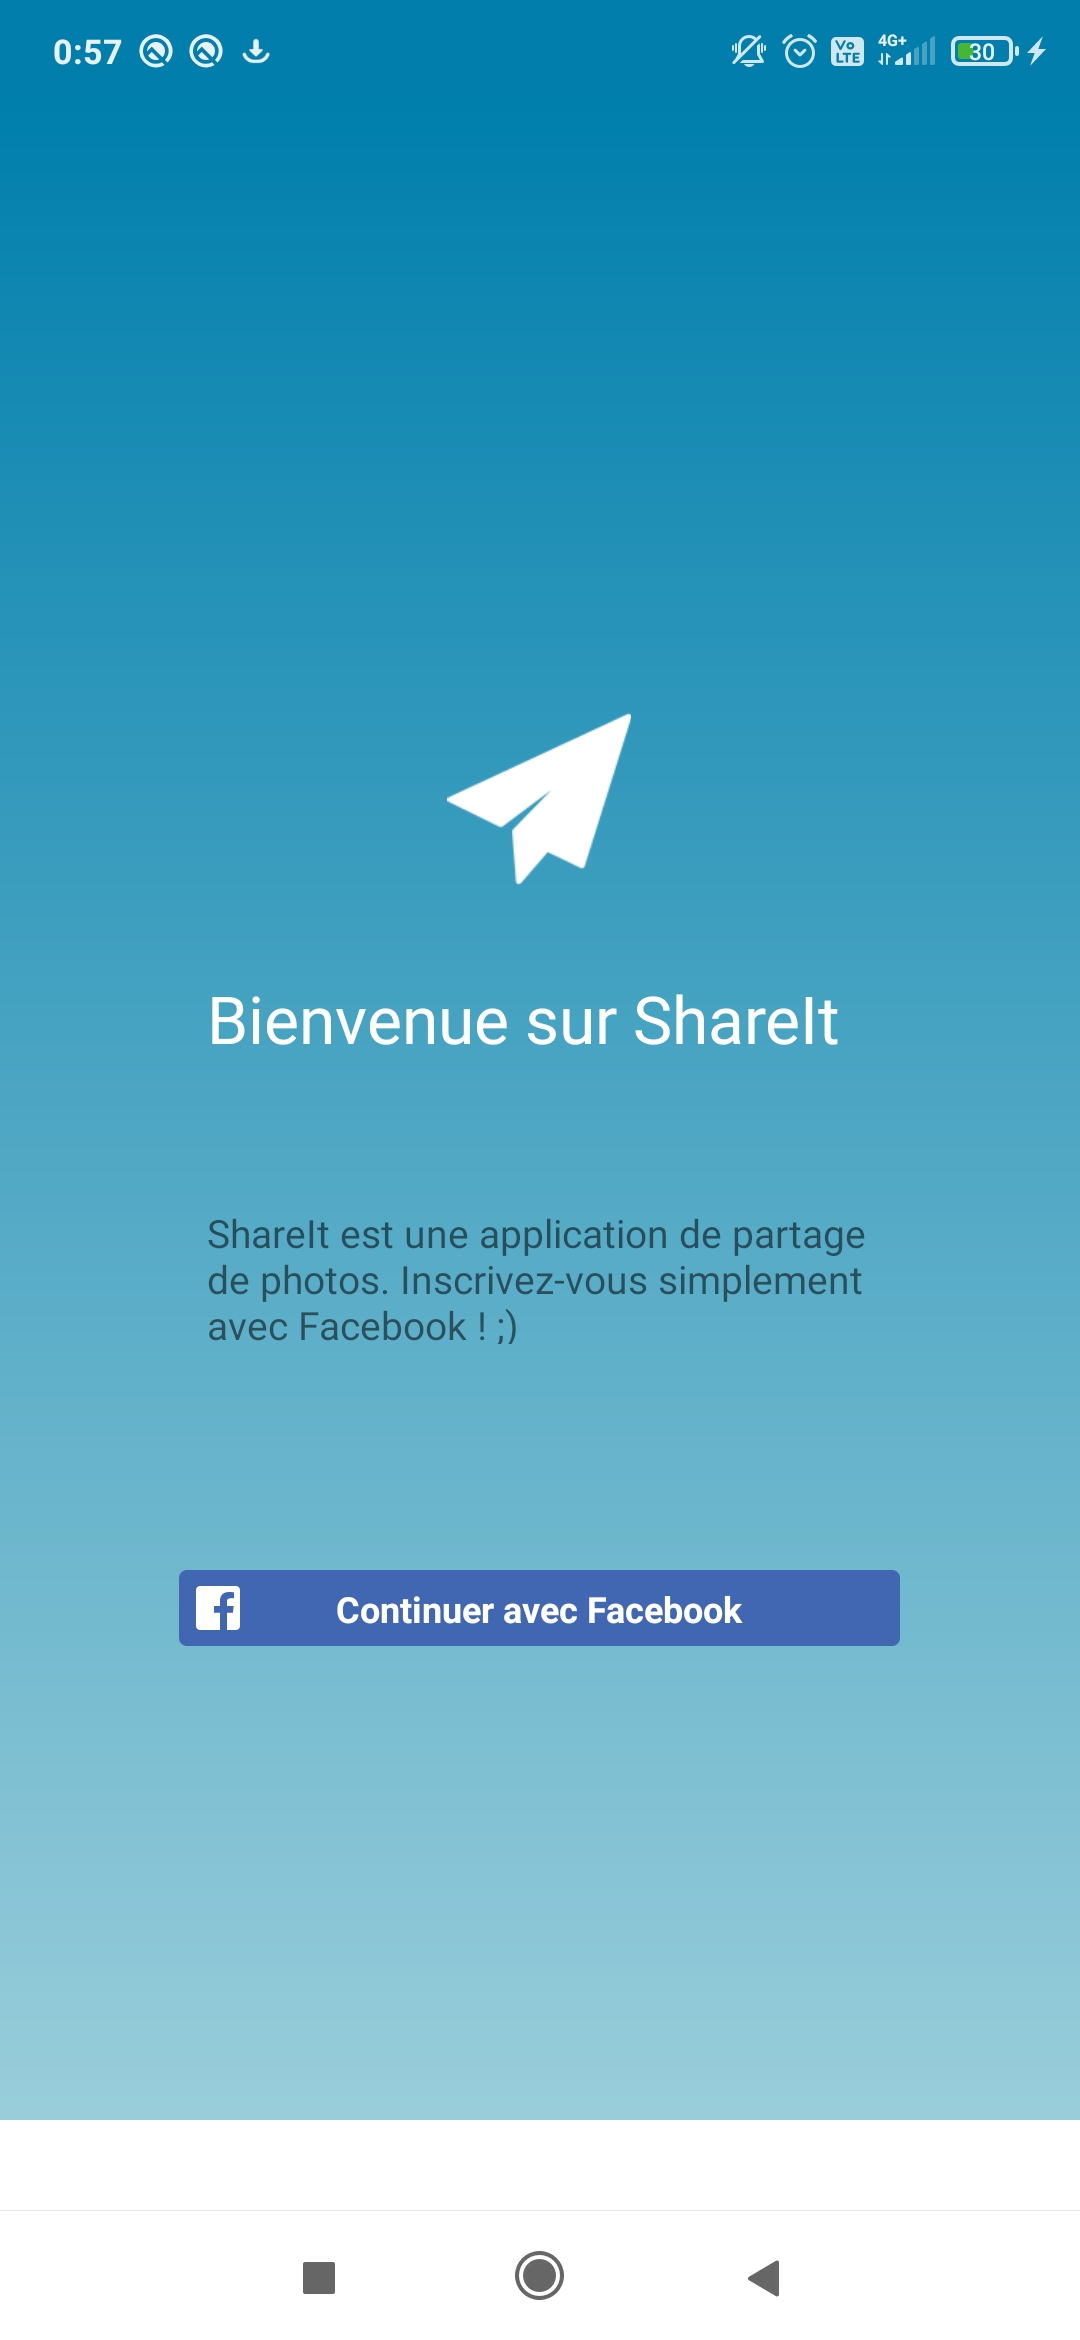 0:57
Vo LTE 4G+ 30
Bienvenue sur ShareIt
ShareIt est une application de partage
de photos. Inscrivez-vous simplement
avec Facebook ! ;)
Continuer avec Facebook